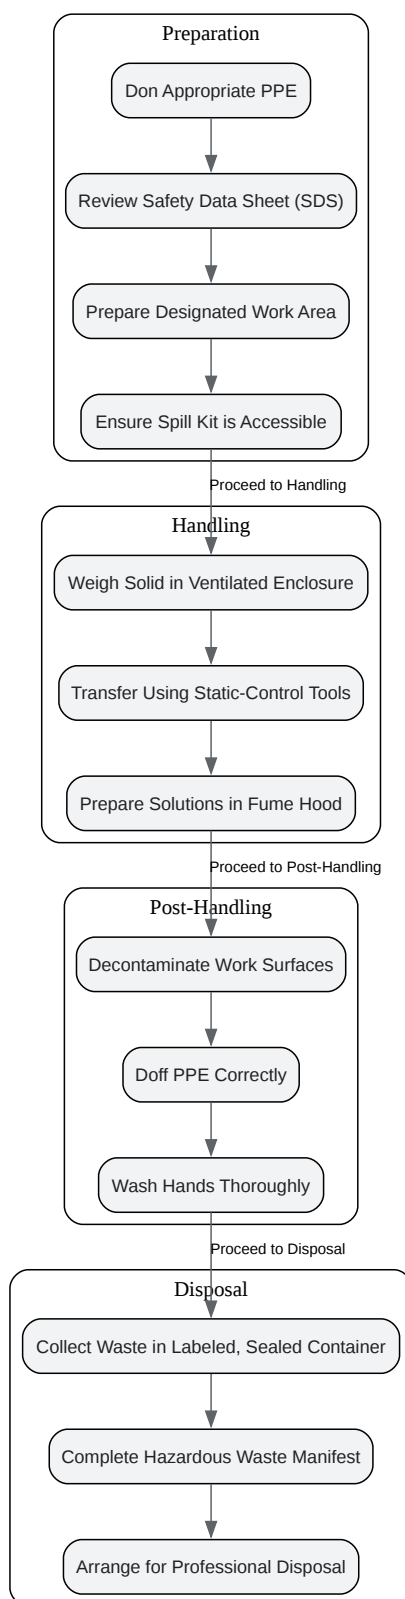 Preparation
Don Appropriate PPE
Review Safety Data Sheet (SDS)
Prepare Designated Work Area
Ensure Spill Kit is Accessible
Proceed to Handling
Handling
Weigh Solid in Ventilated Enclosure
Transfer Using Static-Control Tools
Prepare Solutions in Fume Hood
Proceed to Post-Handling
Post-Handling
Decontaminate Work Surfaces
Doff PPE Correctly
Wash Hands Thoroughly
Proceed to Disposal
Disposal
Collect Waste in Labeled, Sealed Container
Complete Hazardous Waste Manifest
Arrange for Professional Disposal